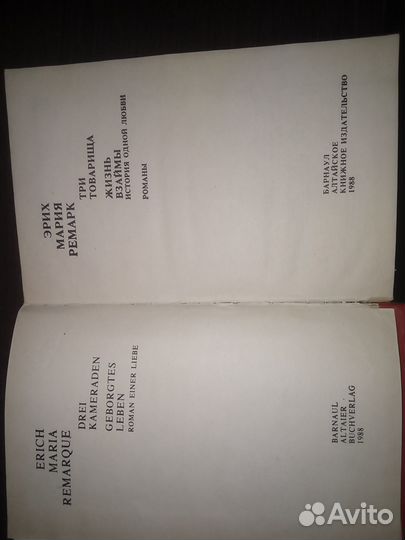 ERICH
MARIA
REMARQUE
DREI
KAMERADEN
GEBORGTES
LEBEN
ROMAN EINER LIEBE
BARNAUL
ALTAIER
BUCHVERLAG
1988
ЭРИХ
МАРИЯ
РЕМАРК
ТРИ
ТОВАРИЩА
ЖИЗНЬ
ВЗАЙМЫ
ИСТОРИЯ ОДНОЙ ЛЮБВИ
РОМАНЫ
БАРНАУЛ
АЛТАЙСКОЕ
КНИЖНОЕ ИЗДАТЕЛЬСТВО
1988
Avito